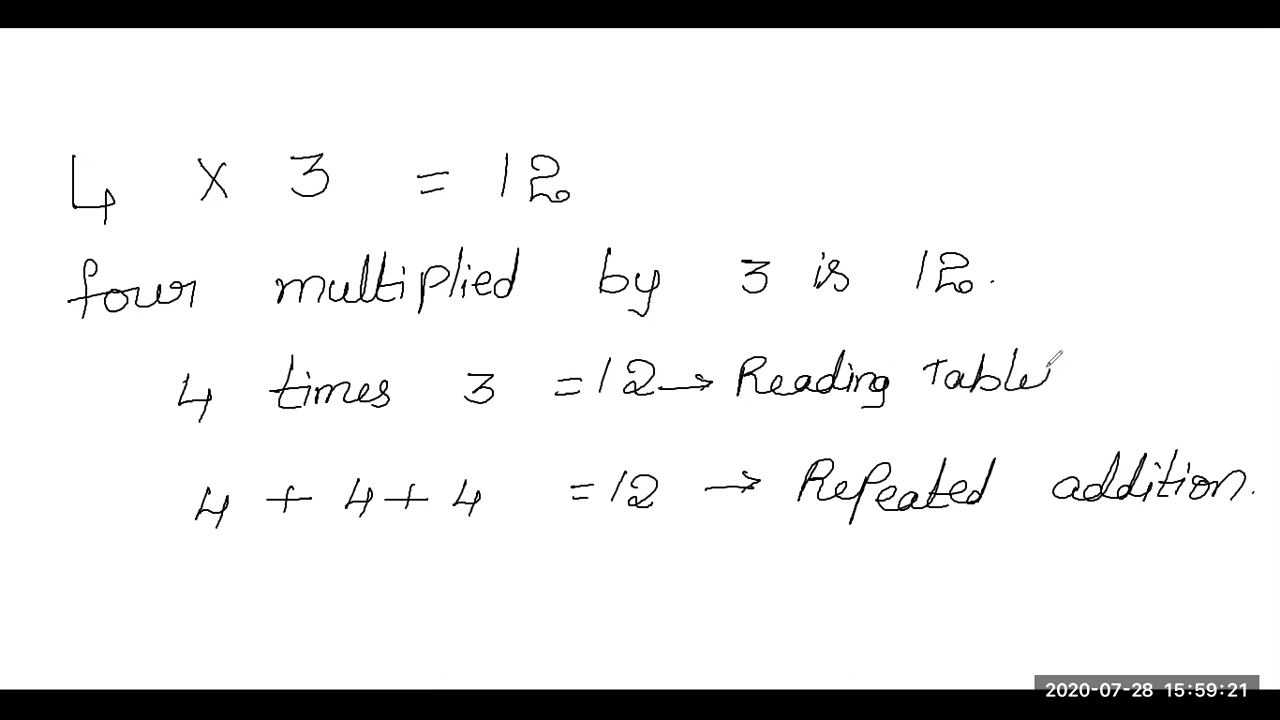 4 x 3 = 12
four multiplied by 3 is 12.
4 times 3 = 12 → Reading Table
4 + 4 + 4 = 12 → Repeated addition.
2020-07-28 15:59:21